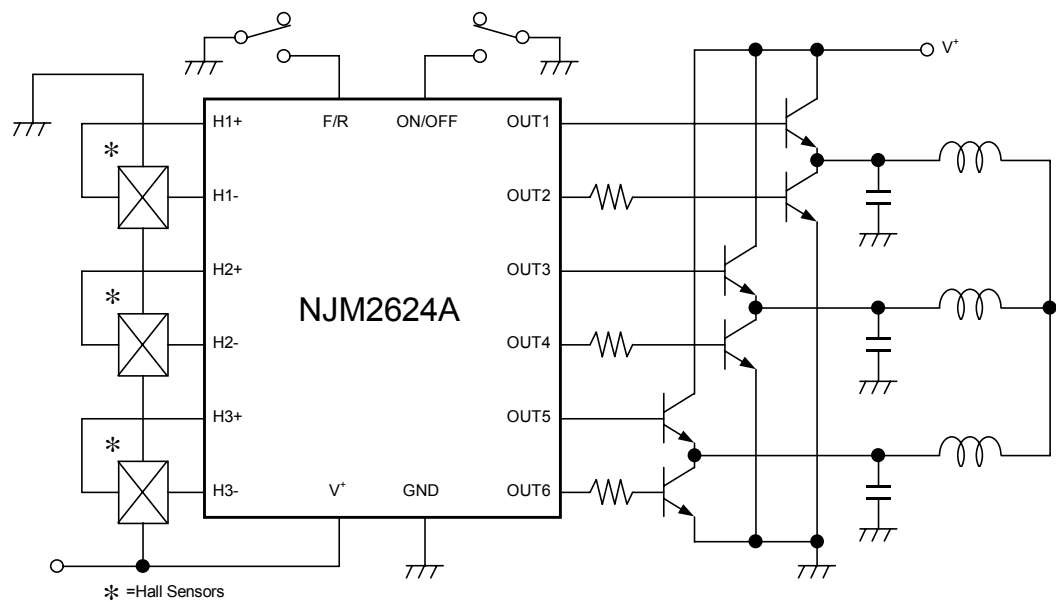 V⁺
H1+ F/R ON/OFF OUT1
*
H1- OUT2
H2+ OUT3
*
NJM2624A
H2- OUT4
H3+ OUT5
*
H3- V⁺ GND OUT6
* =Hall Sensors